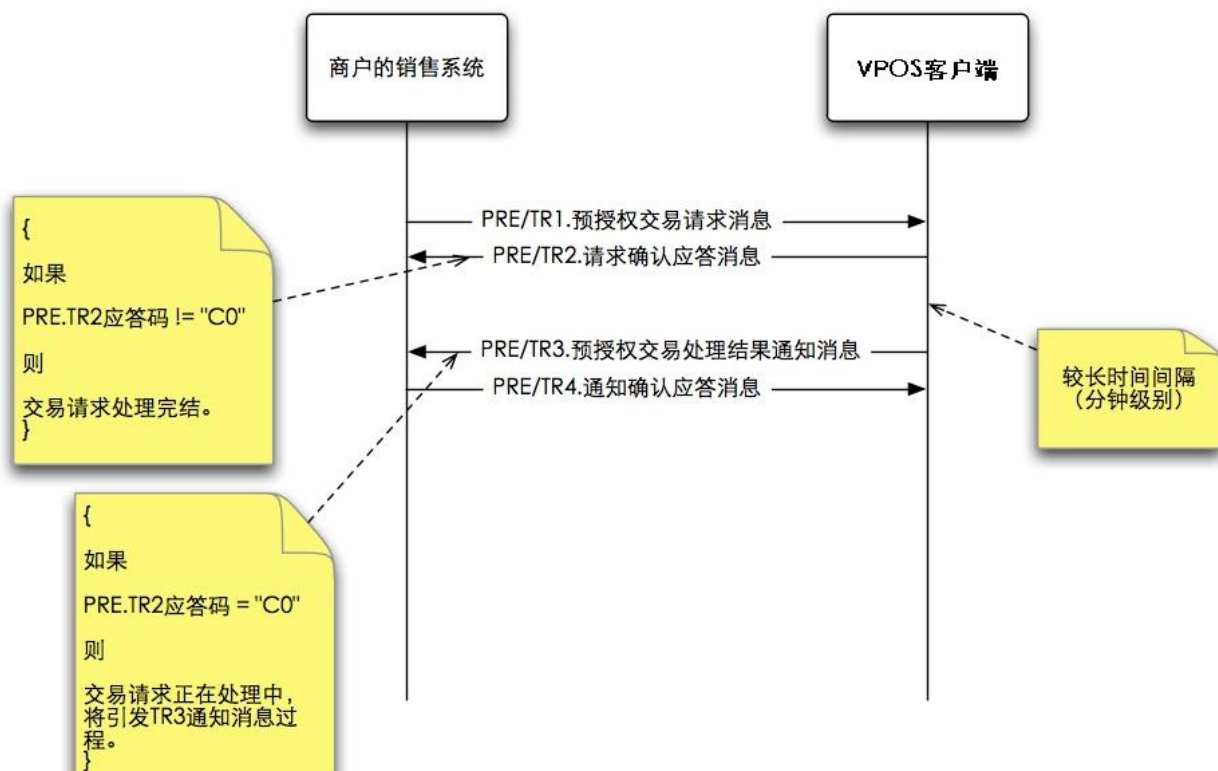 商户的销售系统
VPOS客户端
PRE/TR1.预授权交易请求消息
PRE/TR2.请求确认应答消息
PRE/TR3.预授权交易处理结果通知消息
PRE/TR4.通知确认应答消息
{
如果
PRE.TR2应答码 != "C0"
则
交易请求处理完结。
}
较长时间间隔
（分钟级别）
{
如果
PRE.TR2应答码 = "C0"
则
交易请求正在处理中，
将引发TR3通知消息过
程。
}